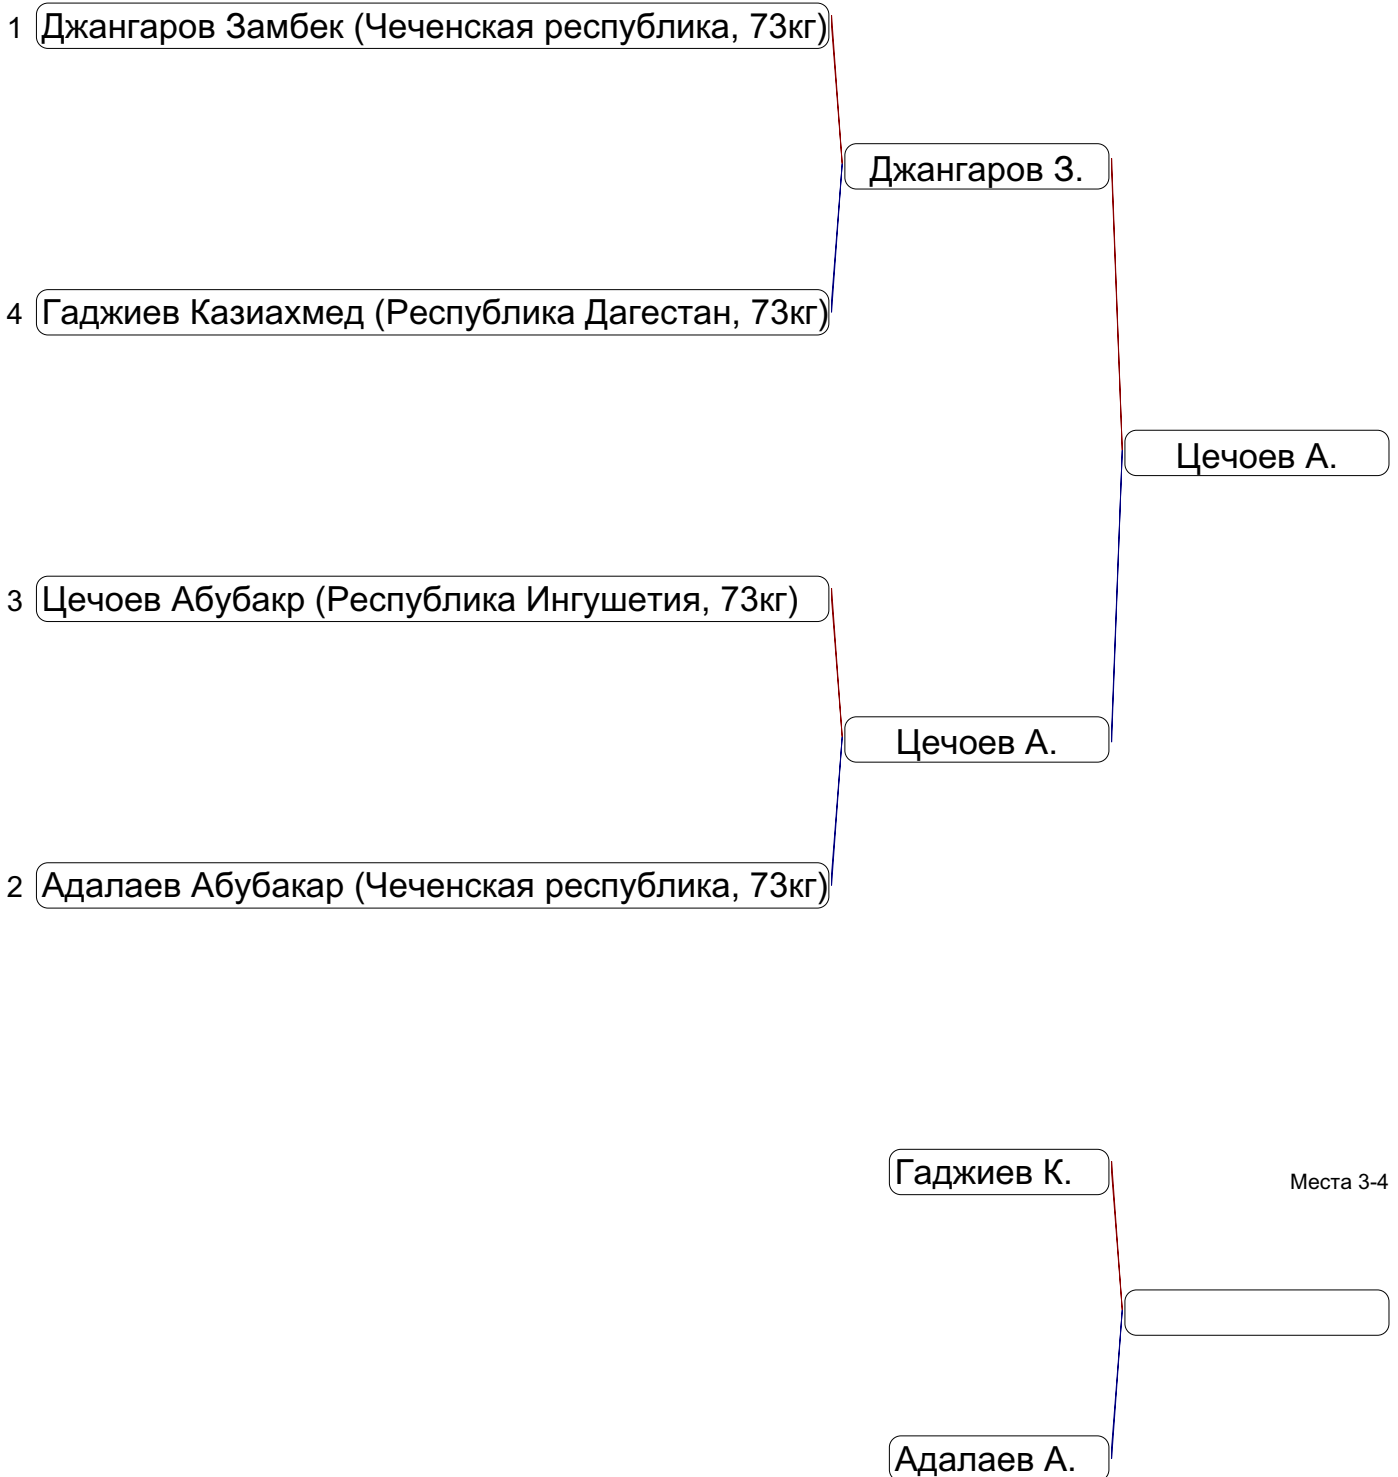 1 Джангаров Замбек (Чеченская республика, 73кг)
Джангаров З.
4 Гаджиев Казиахмед (Республика Дагестан, 73кг)
Цечоев А.
3 Цечоев Абубакр (Республика Ингушетия, 73кг)
Цечоев А.
2 Адалаев Абубакар (Чеченская республика, 73кг)
Гаджиев К.
Места 3-4
Адалаев А.